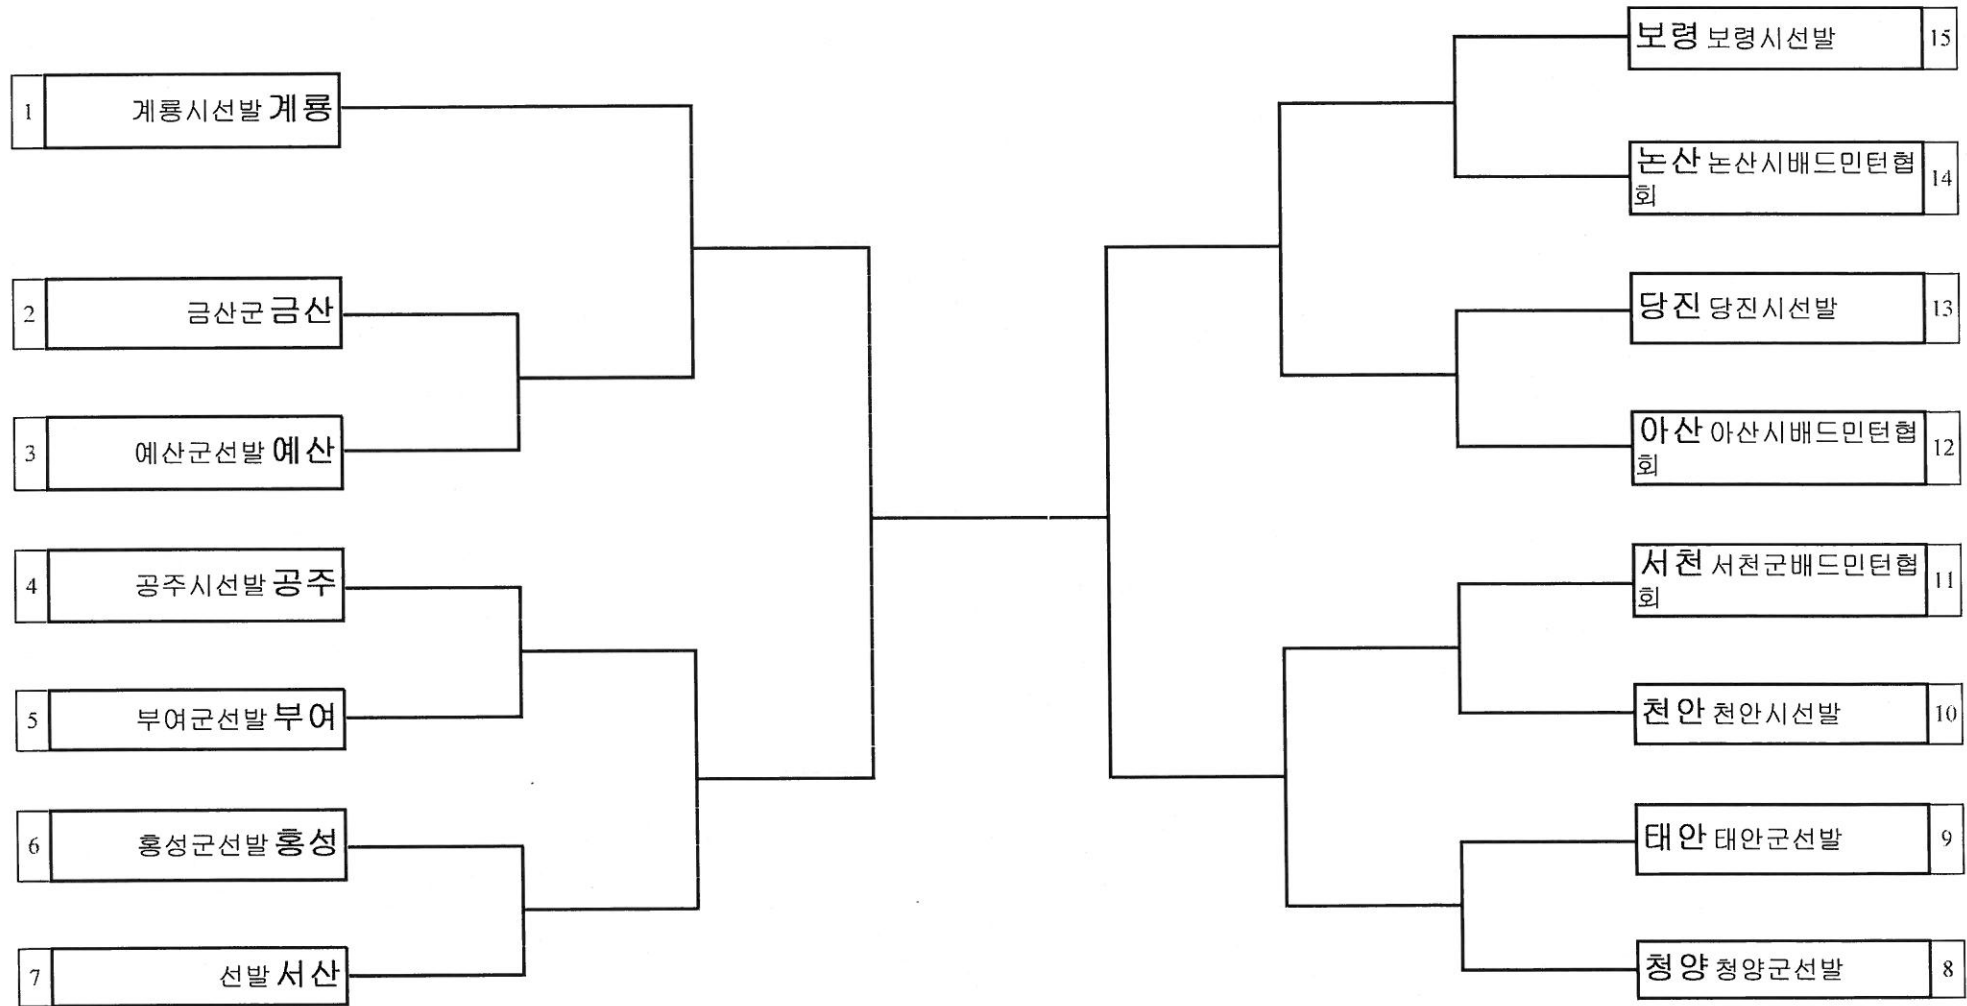 1
계룡시선발 계룡
2
금산군 금산
3
예산군선발 예산
4
공주시선발 공주
5
부여군선발 부여
6
홍성군선발 홍성
7
선발 서산
보령 보령시선발
15
논산 논산시배드민턴협
회
14
당진 당진시선발
13
아산 아산시배드민턴협
회
12
서천 서천군배드민턴협
회
11
천안 천안시선발
10
태안 태안군선발
9
청양 청양군선발
8